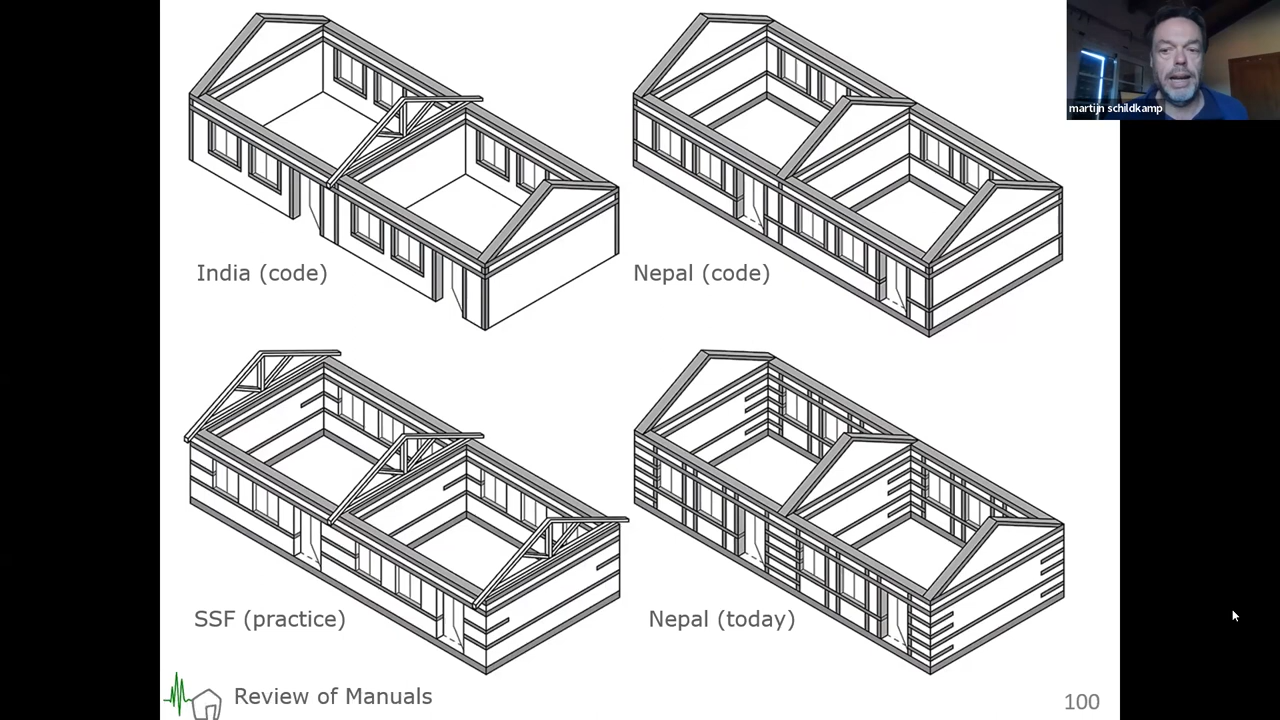 martijn schildkamp
India (code)
Nepal (code)
SSF (practice)
Nepal (today)
Review of Manuals
100